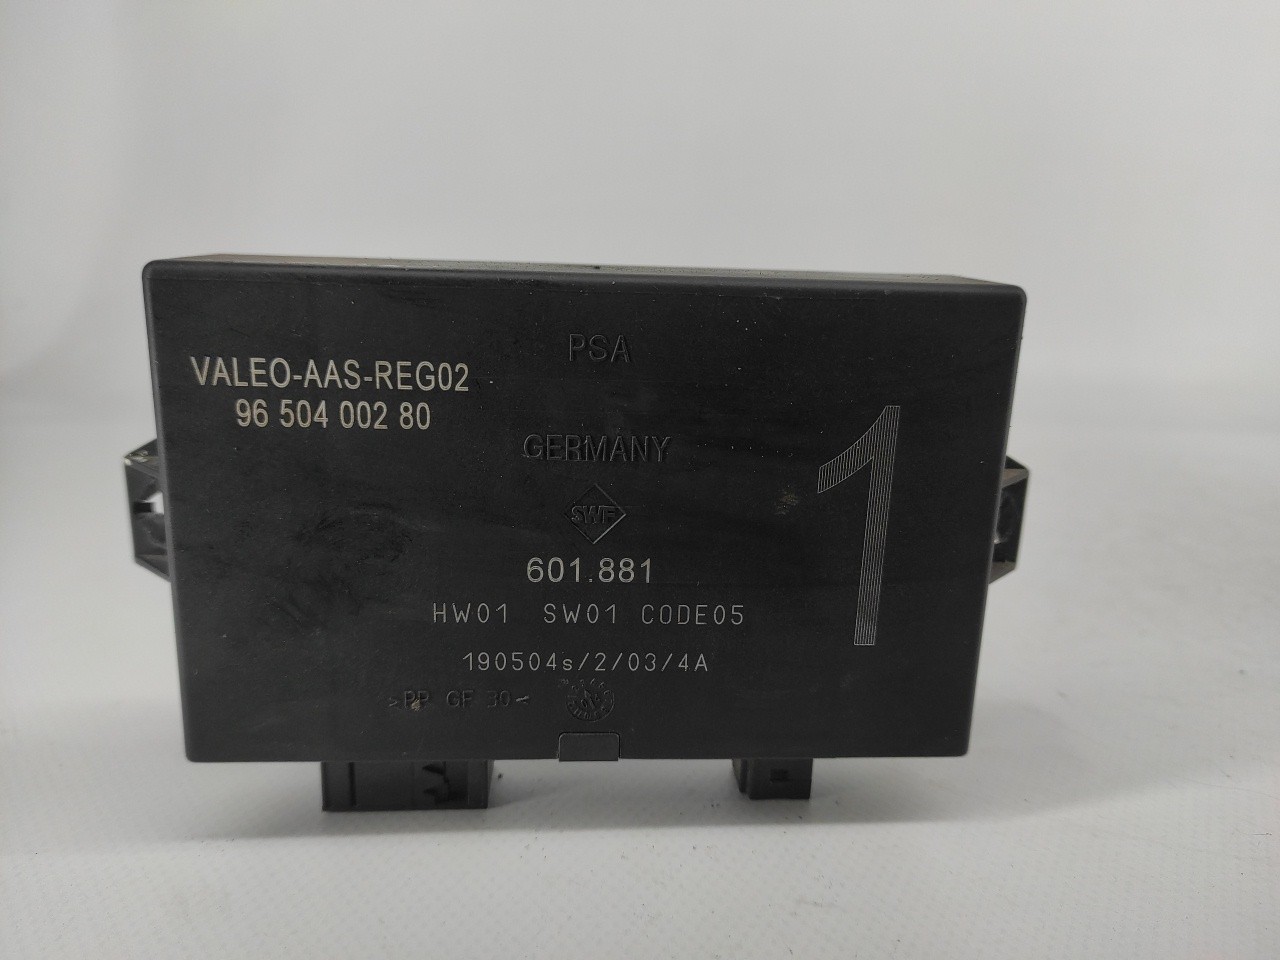 PSA
VALEO-AAS-REG02
96 504 002 80
GERMANY
SWF
1
601.881
HW01 SW01 CODE05
190504s/2/03/4A
>PP GF 30<